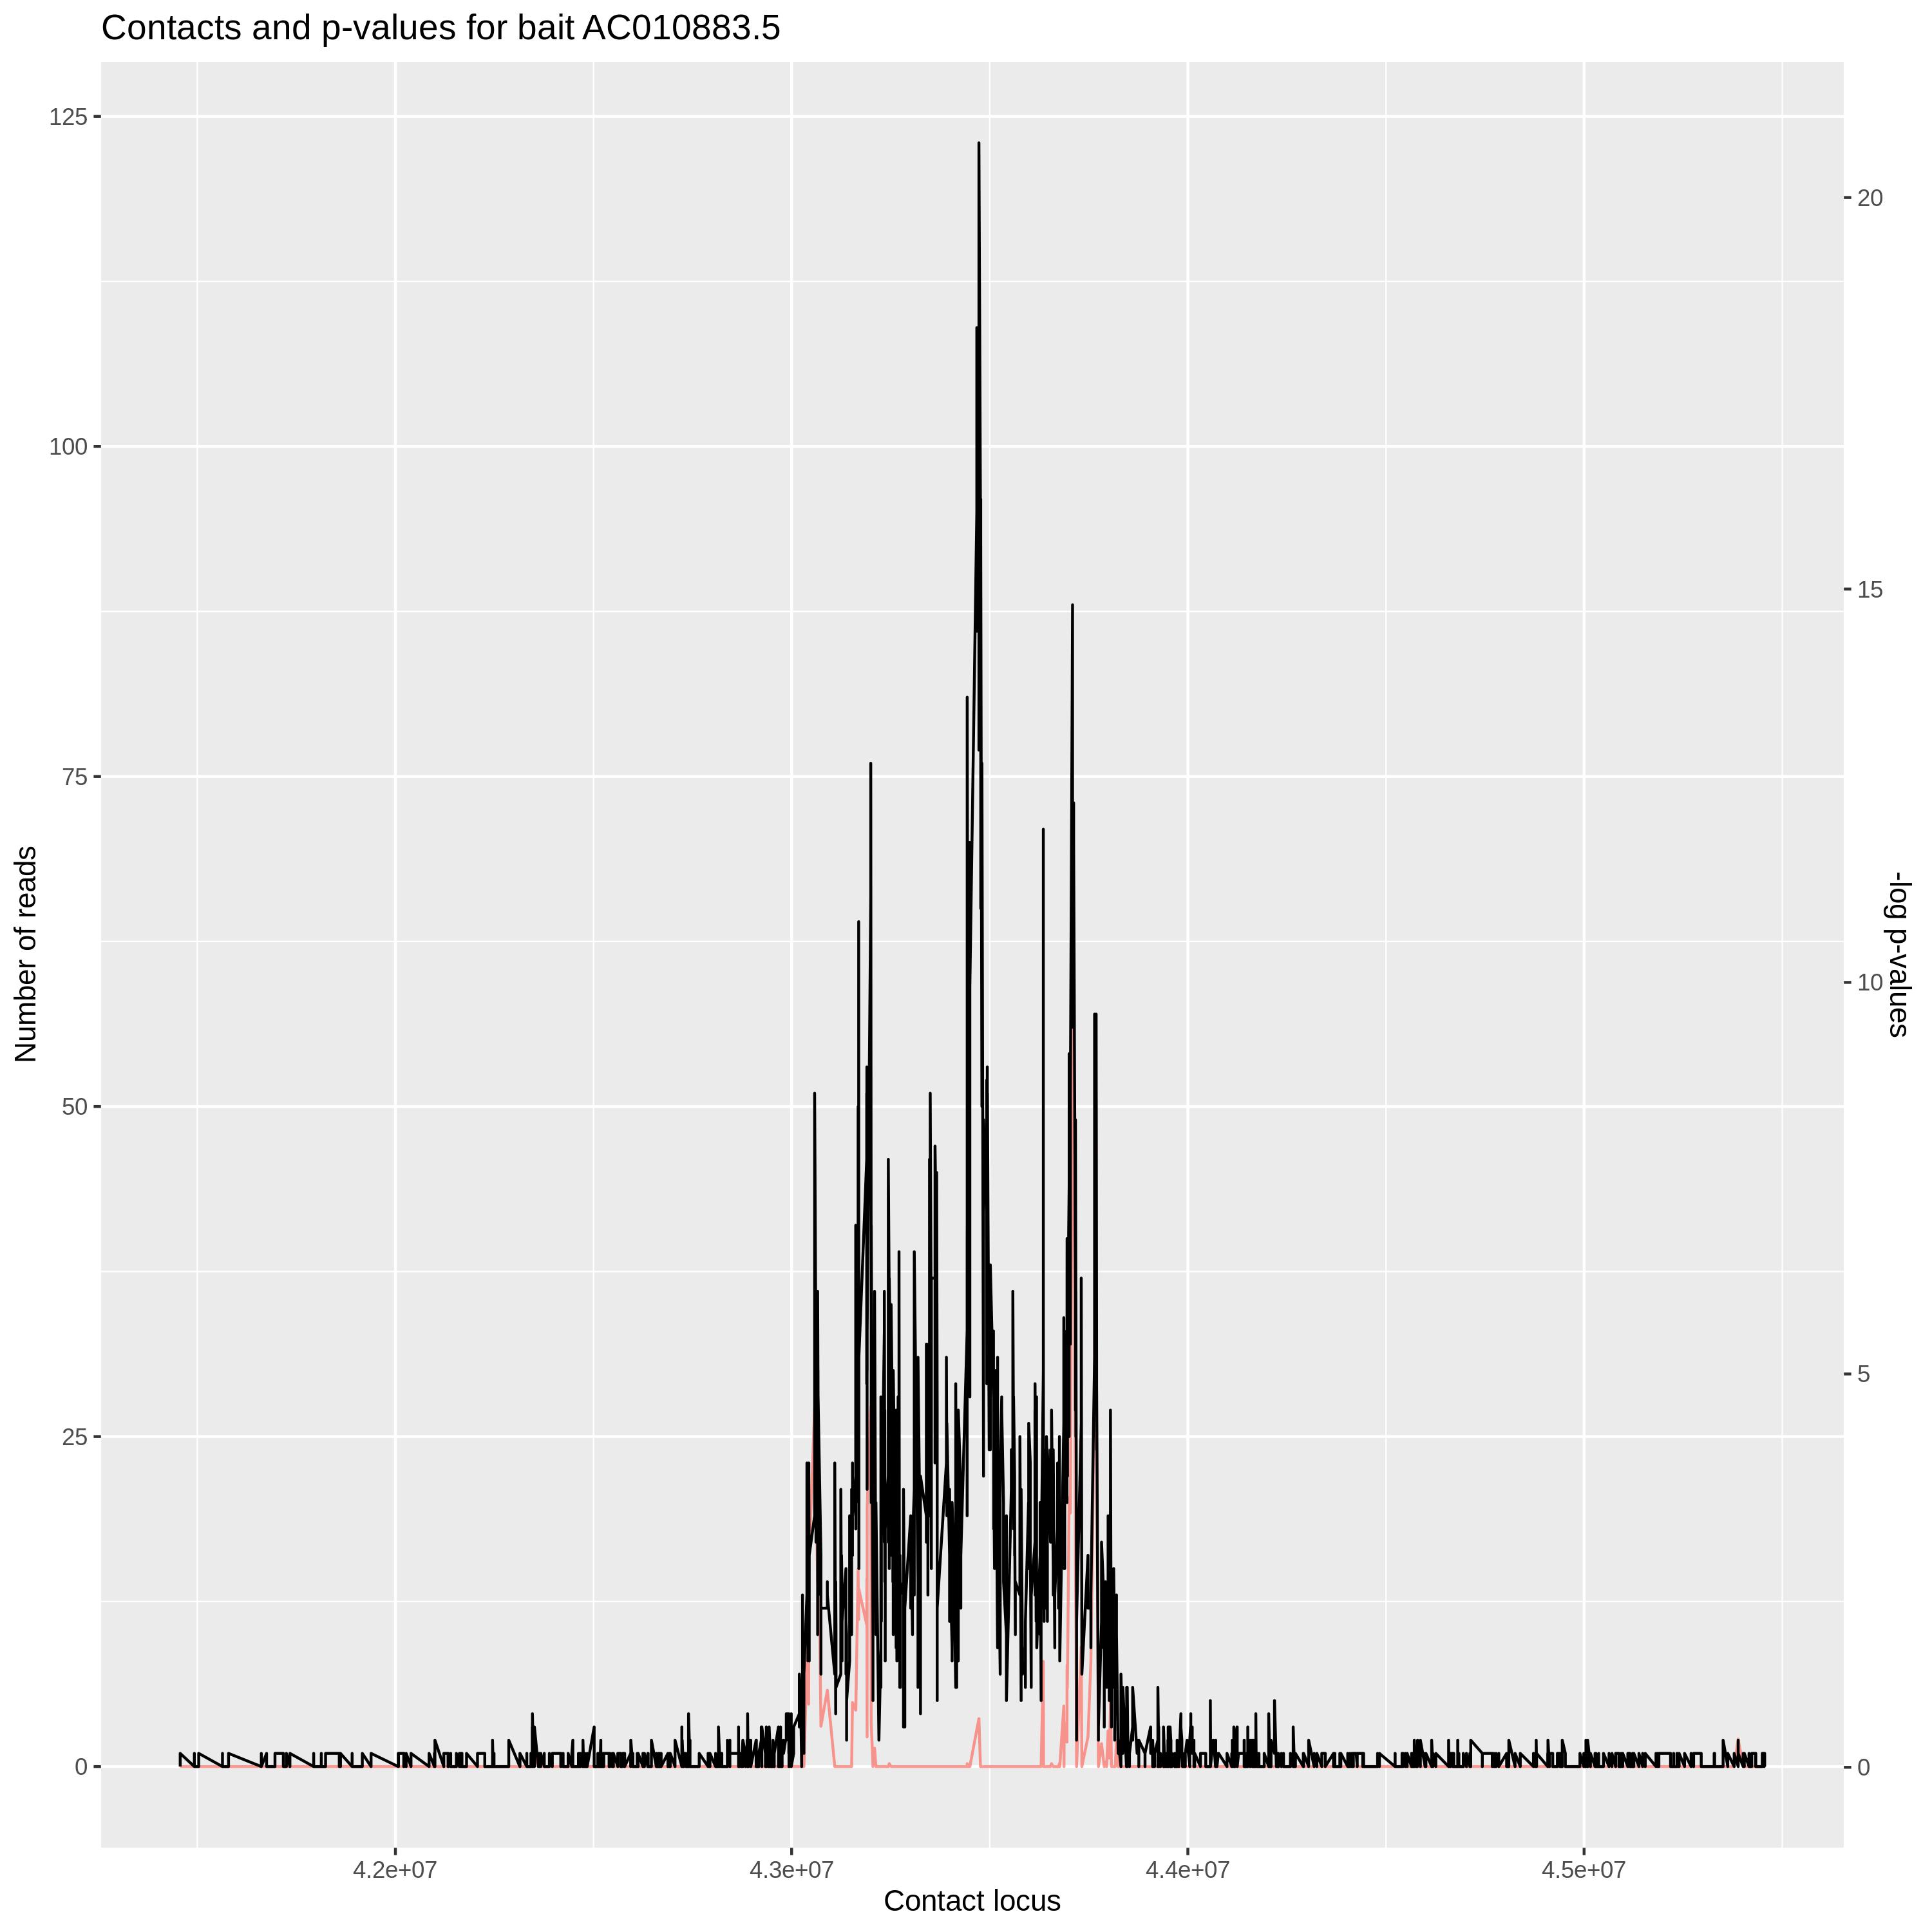 Contacts and p-values for bait AC010883.5
125
100
75
50
25
0
Number of reads
20
15
10
5
0
-log p-values
4.2e+07
4.3e+07
4.4e+07
4.5e+07
Contact locus